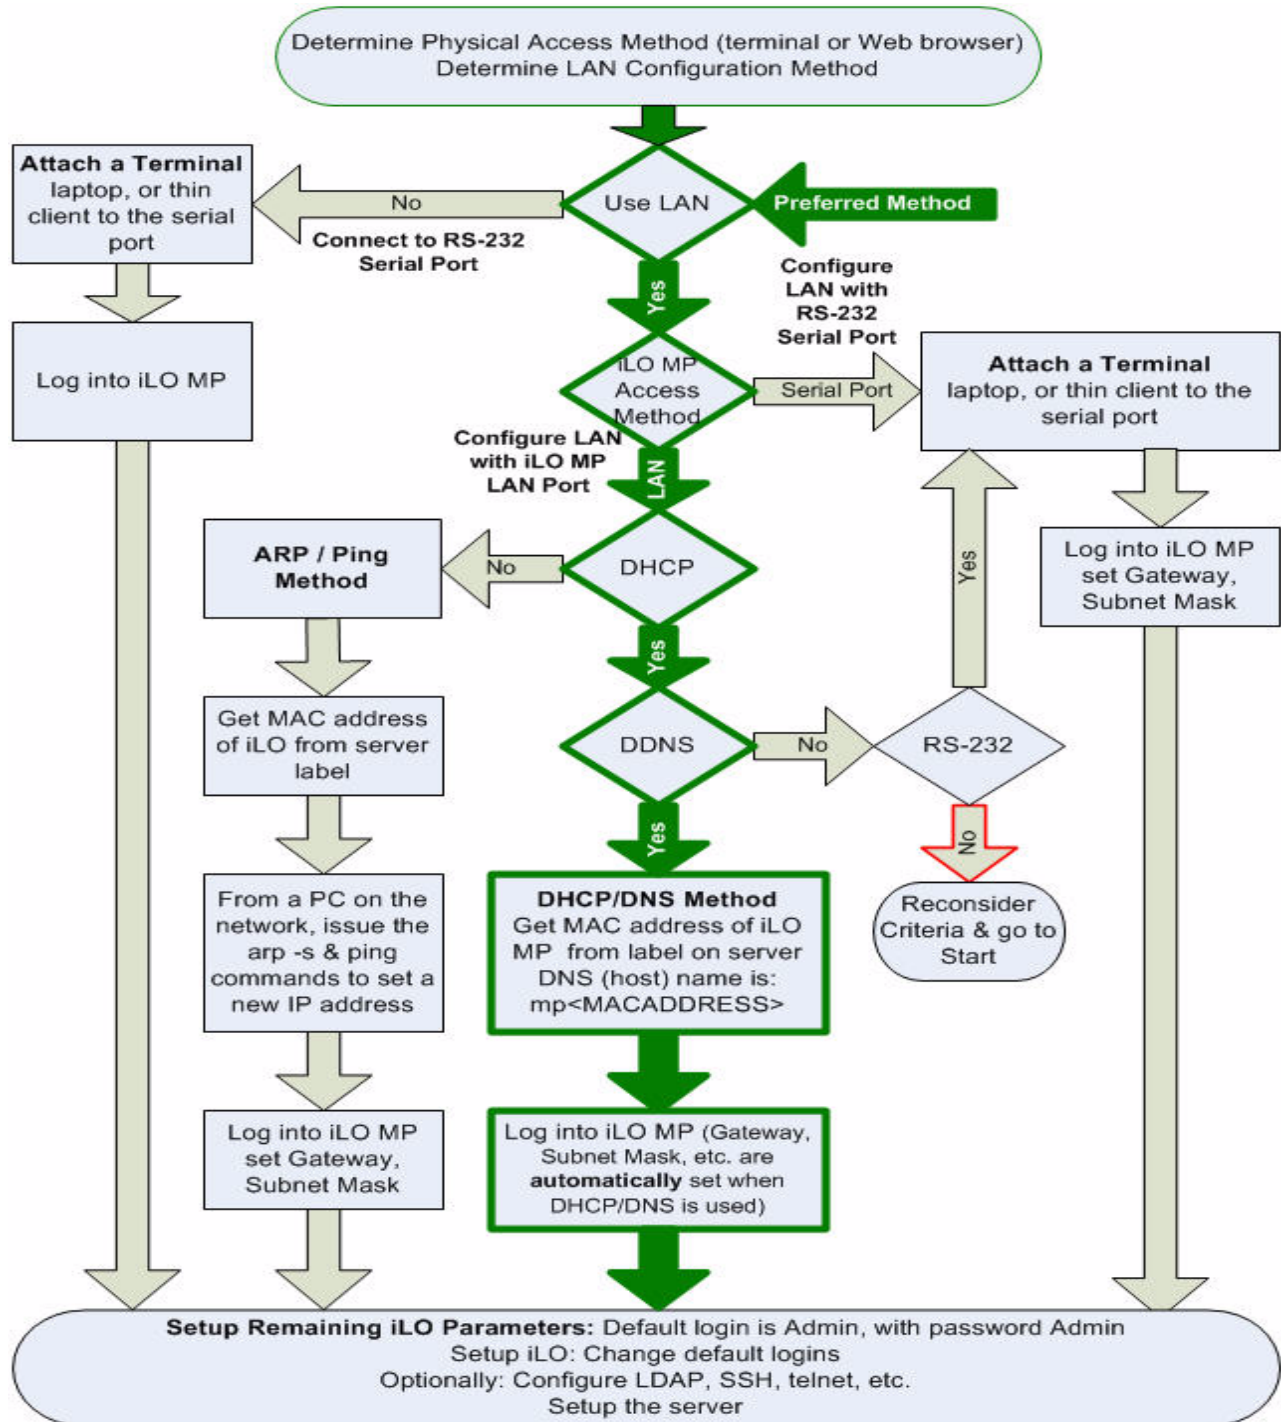 Determine Physical Access Method (terminal or Web browser)
Determine LAN Configuration Method
Attach a Terminal
laptop, or thin
client to the serial
port
No
Use LAN
Preferred Method
Connect to RS-232
Serial Port
Yes
Configure
LAN with
RS-232
Serial Port
Log into iLO MP
iLO MP
Access
Method
Serial Port
Attach a Terminal
laptop, or thin client to the
serial port
Configure LAN
with iLO MP
LAN Port
LAN
ARP / Ping
Method
No
DHCP
Yes
Log into iLO MP
set Gateway,
Subnet Mask
Yes
Get MAC address
of iLO from server
label
DDNS
No
RS-232
Yes
No
From a PC on the
network, issue the
arp -s & ping
commands to set a
new IP address
DHCP/DNS Method
Get MAC address of iLO
MP from label on server
DNS (host) name is:
mp<MACADDRESS>
Reconsider
Criteria & go to
Start
Log into iLO MP
set Gateway,
Subnet Mask
Log into iLO MP (Gateway,
Subnet Mask, etc. are
automatically set when
DHCP/DNS is used)
Setup Remaining iLO Parameters: Default login is Admin, with password Admin
Setup iLO: Change default logins
Optionally: Configure LDAP, SSH, telnet, etc.
Setup the server